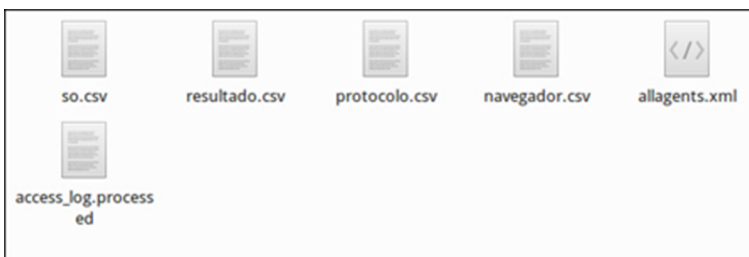 so.csv
resultado.csv
protocolo.csv
navegador.csv
allagents.xml
access_log.process
ed